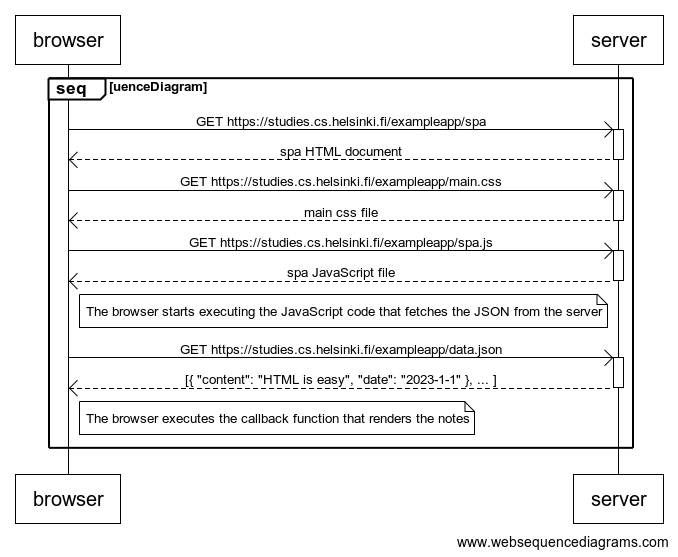 browser
server
seq
[uenceDiagram]
GET https://studies.cs.helsinki.fi/exampleapp/spa
spa HTML document
GET https://studies.cs.helsinki.fi/exampleapp/main.css
main css file
GET https://studies.cs.helsinki.fi/exampleapp/spa.js
spa JavaScript file
The browser starts executing the JavaScript code that fetches the JSON from the server
GET https://studies.cs.helsinki.fi/exampleapp/data.json
[{ "content": "HTML is easy", "date": "2023-1-1" }, ... ]
The browser executes the callback function that renders the notes
browser
server
www.websequencediagrams.com